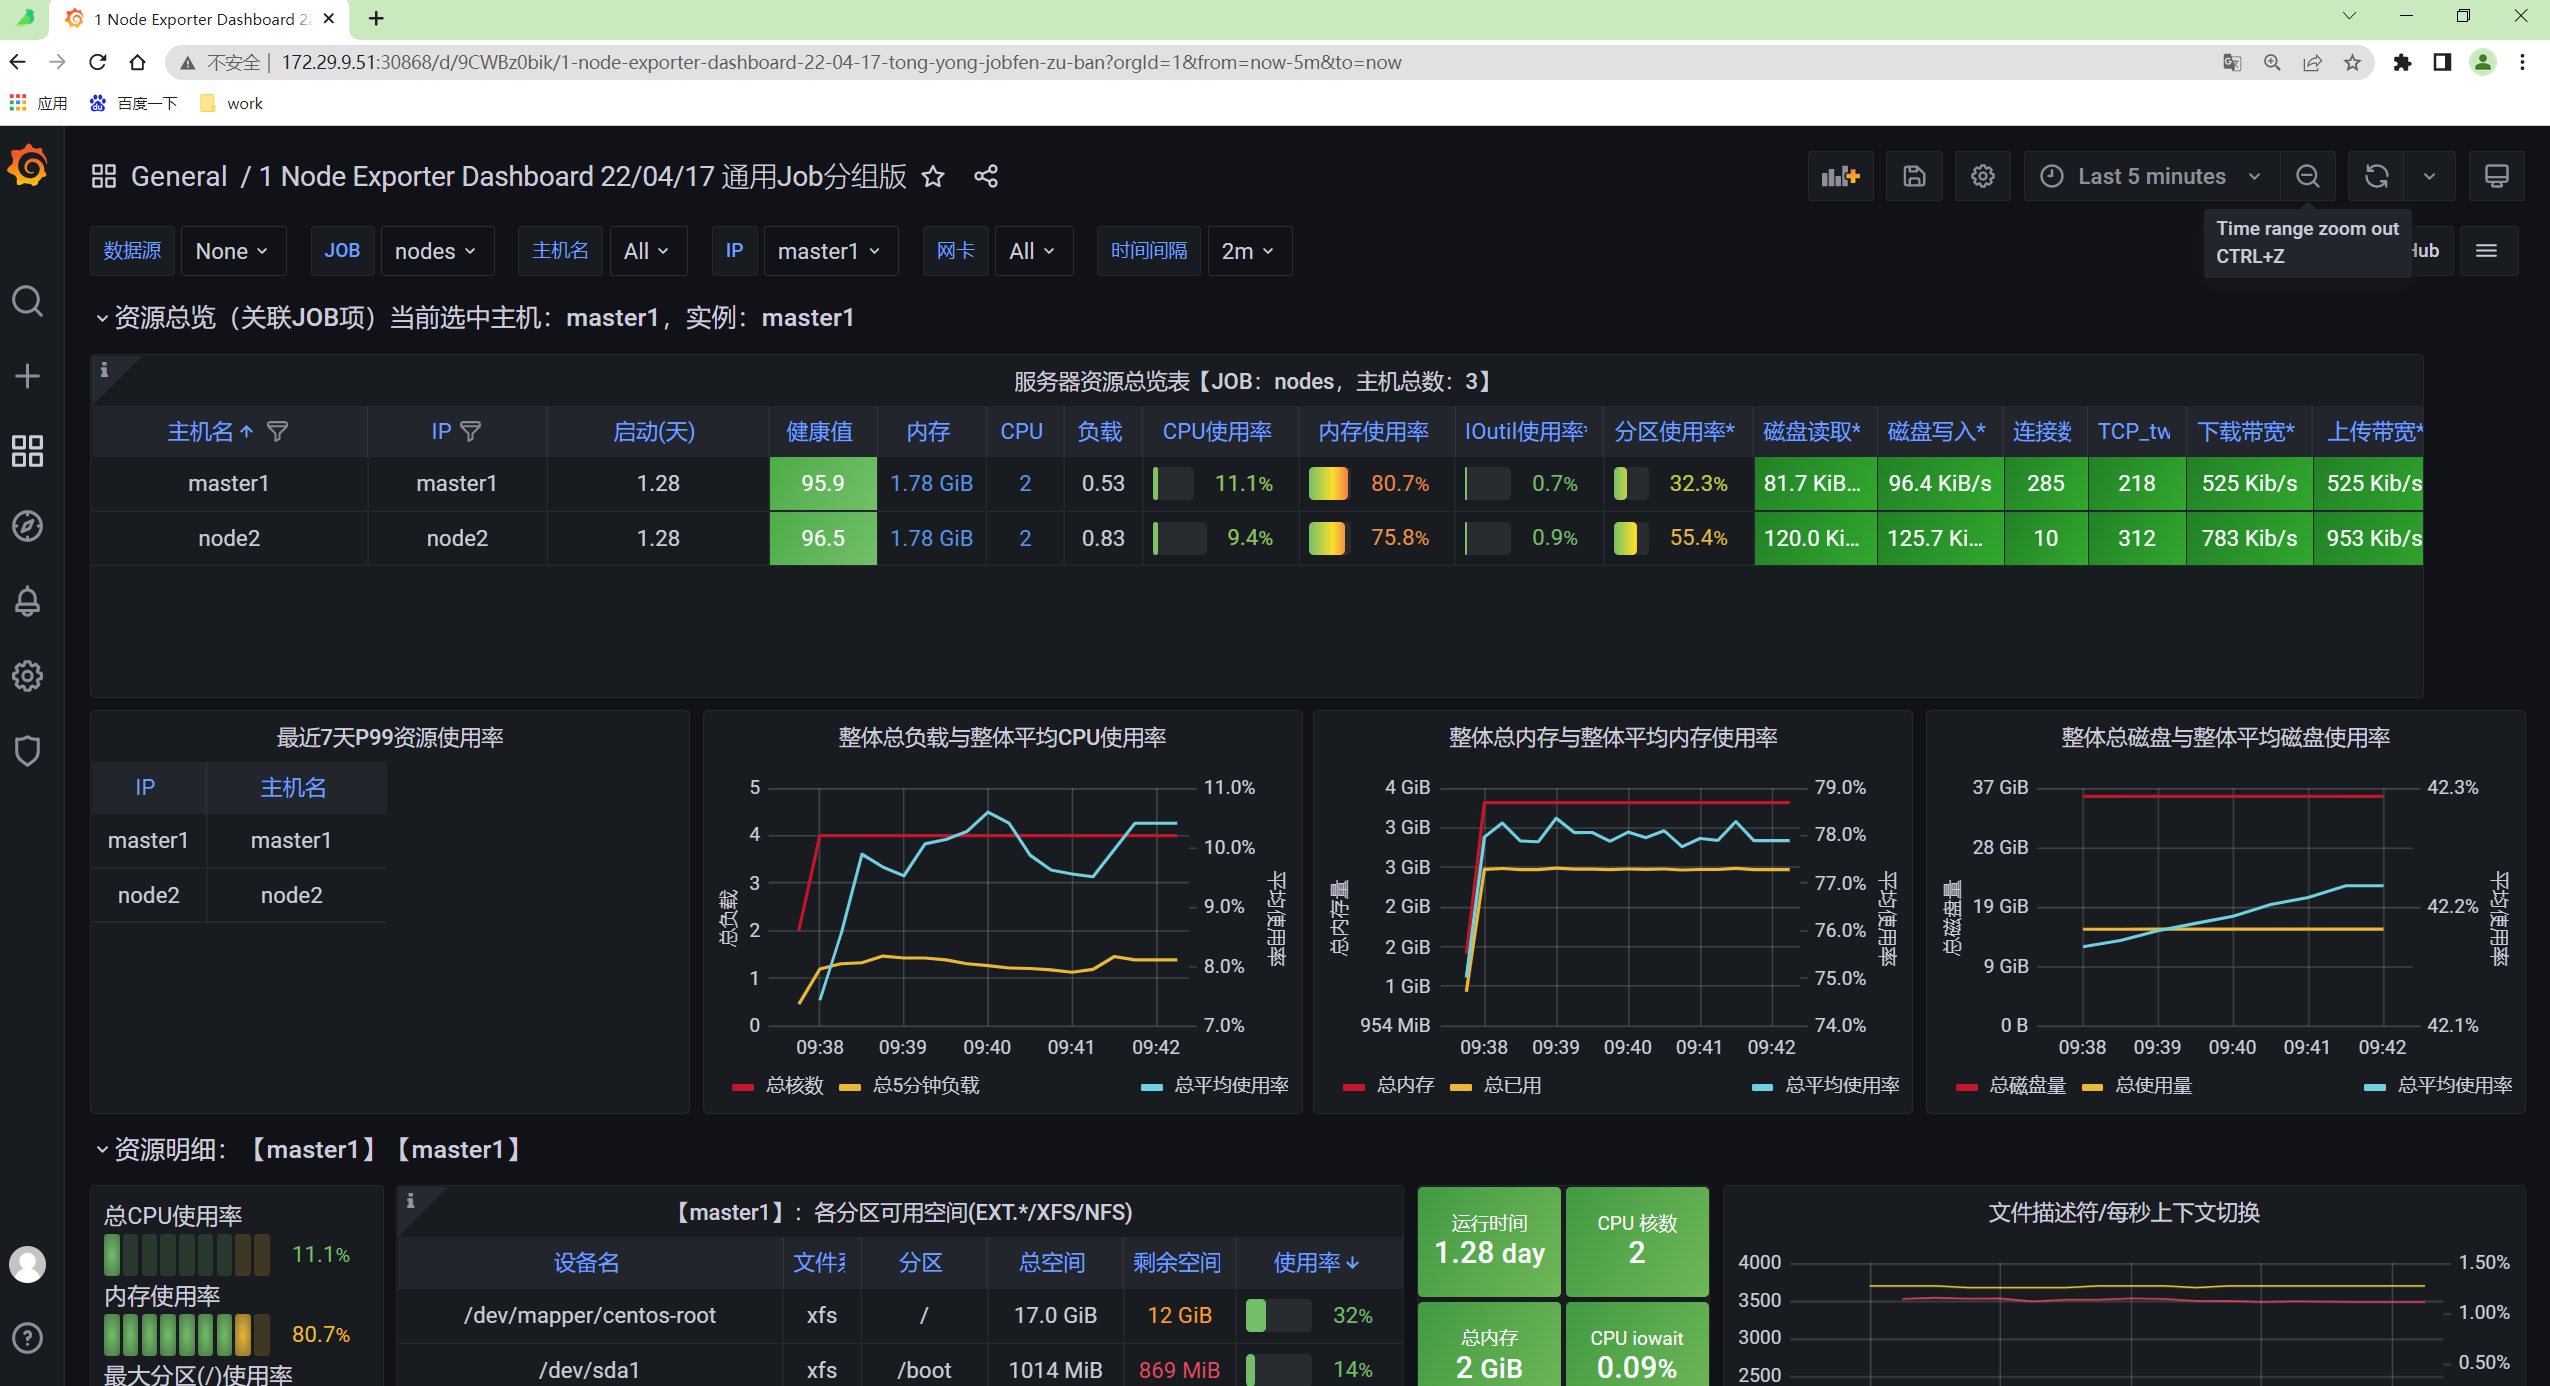 1 Node Exporter Dashboard 22
不安全 | 172.29.9.51:30868/d/9CWBz0bik/1-node-exporter-dashboard-22-04-17-tong-yong-jobfen-zu-ban?orgId=1&from=now-5m&to=now
应用 百度一下 work
General / 1 Node Exporter Dashboard 22/04/17 通用Job分组版
Last 5 minutes
Time range zoom out
CTRL+Z
数据源 None JOB nodes 主机名 All IP master1 网卡 All 时间间隔 2m
资源总览（关联JOB项）当前选中主机：master1，实例：master1
服务器资源总览表【JOB：nodes，主机总数：3】
主机名 IP 启动(天) 健康值 内存 CPU 负载 CPU使用率 内存使用率 IOutil使用率* 分区使用率* 磁盘读取* 磁盘写入* 连接数 TCP_tw 下载带宽* 上传带宽*
master1 master1 1.28 95.9 1.78 GiB 2 0.53 11.1% 80.7% 0.7% 32.3% 81.7 KiB... 96.4 KiB/s 285 218 525 Kib/s 525 Kib/s
node2 node2 1.28 96.5 1.78 GiB 2 0.83 9.4% 75.8% 0.9% 55.4% 120.0 Ki... 125.7 Ki... 10 312 783 Kib/s 953 Kib/s
最近7天P99资源使用率
IP 主机名
master1 master1
node2 node2
整体总负载与整体平均CPU使用率
总负载
5
4
3
2
1
0
11.0%
10.0%
9.0%
8.0%
7.0%
平均使用率
09:38 09:39 09:40 09:41 09:42
总核数 总5分钟负载 总平均使用率
整体总内存与整体平均内存使用率
总内存量
4 GiB
3 GiB
3 GiB
2 GiB
2 GiB
1 GiB
954 MiB
79.0%
78.0%
77.0%
76.0%
75.0%
74.0%
平均使用率
09:38 09:39 09:40 09:41 09:42
总内存 总已用 总平均使用率
整体总磁盘与整体平均磁盘使用率
总磁盘量
37 GiB
28 GiB
19 GiB
9 GiB
0 B
42.3%
42.2%
42.1%
平均使用率
09:38 09:39 09:40 09:41 09:42
总磁盘量 总使用量 总平均使用率
资源明细：【master1】【master1】
总CPU使用率
11.1%
内存使用率
80.7%
最大分区(/)使用率
【master1】：各分区可用空间(EXT.*/XFS/NFS)
设备名 文件系 分区 总空间 剩余空间 使用率
/dev/mapper/centos-root xfs / 17.0 GiB 12 GiB 32%
/dev/sda1 xfs /boot 1014 MiB 869 MiB 14%
运行时间
1.28 day
CPU 核数
2
总内存
2 GiB
CPU iowait
0.09%
文件描述符/每秒上下文切换
4000
3500
3000
2500
1.50%
1.00%
0.50%